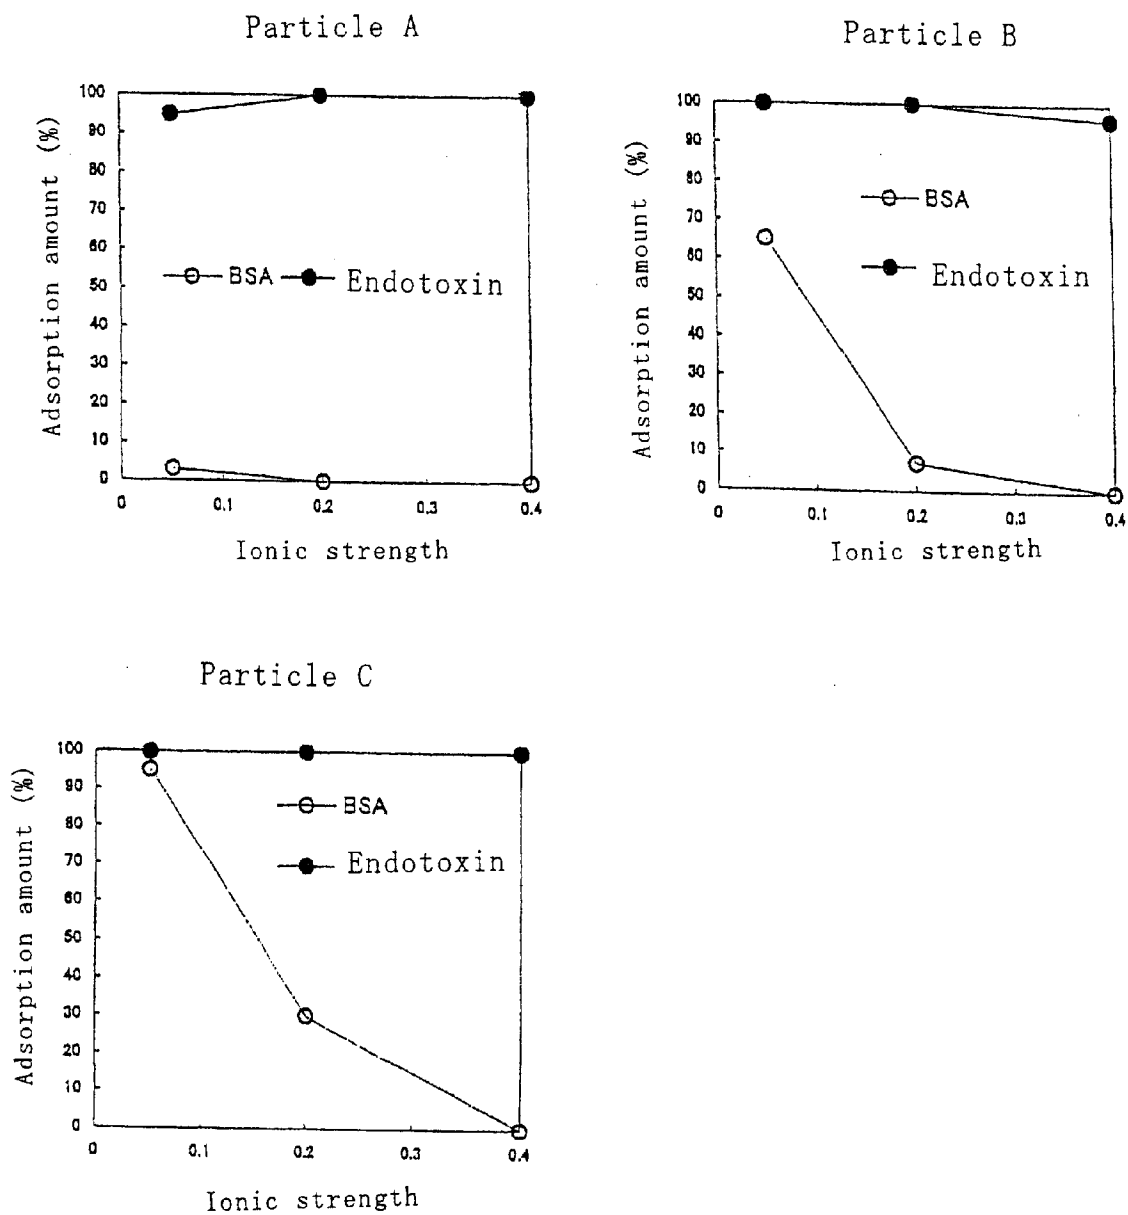 Particle A
Adsorption amount (%)
100
90
80
70
60
50
40
30
20
10
0
BSA Endotoxin
0 0.1 0.2 0.3 0.4
Ionic strength
Particle B
Adsorption amount (%)
100
90
80
70
60
50
40
30
20
10
0
BSA
Endotoxin
0 0.1 0.2 0.3 0.4
Ionic strength
Particle C
Adsorption amount (%)
100
90
80
70
60
50
40
30
20
10
0
BSA
Endotoxin
0 0.1 0.2 0.3 0.4
Ionic strength